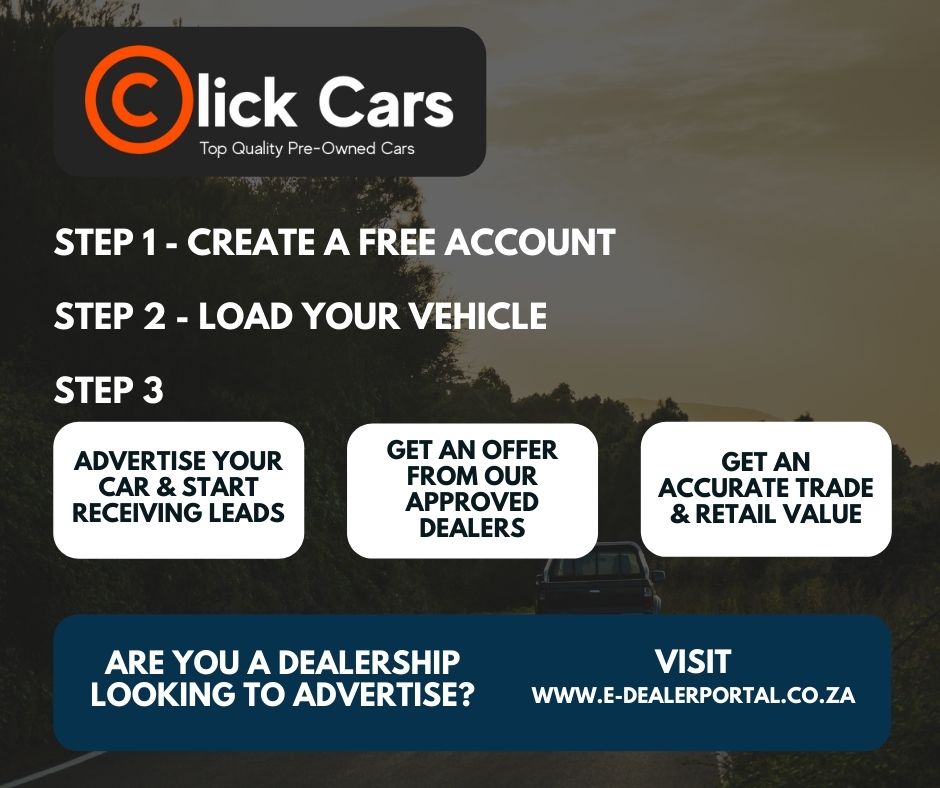 Click Cars
Top Quality Pre-Owned Cars
STEP 1 - CREATE A FREE ACCOUNT
STEP 2 - LOAD YOUR VEHICLE
STEP 3
ADVERTISE YOUR
CAR & START
RECEIVING LEADS
GET AN OFFER
FROM OUR
APPROVED
DEALERS
GET AN
ACCURATE TRADE
& RETAIL VALUE
ARE YOU A DEALERSHIP
LOOKING TO ADVERTISE?
VISIT
WWW.E-DEALERPORTAL.CO.ZA